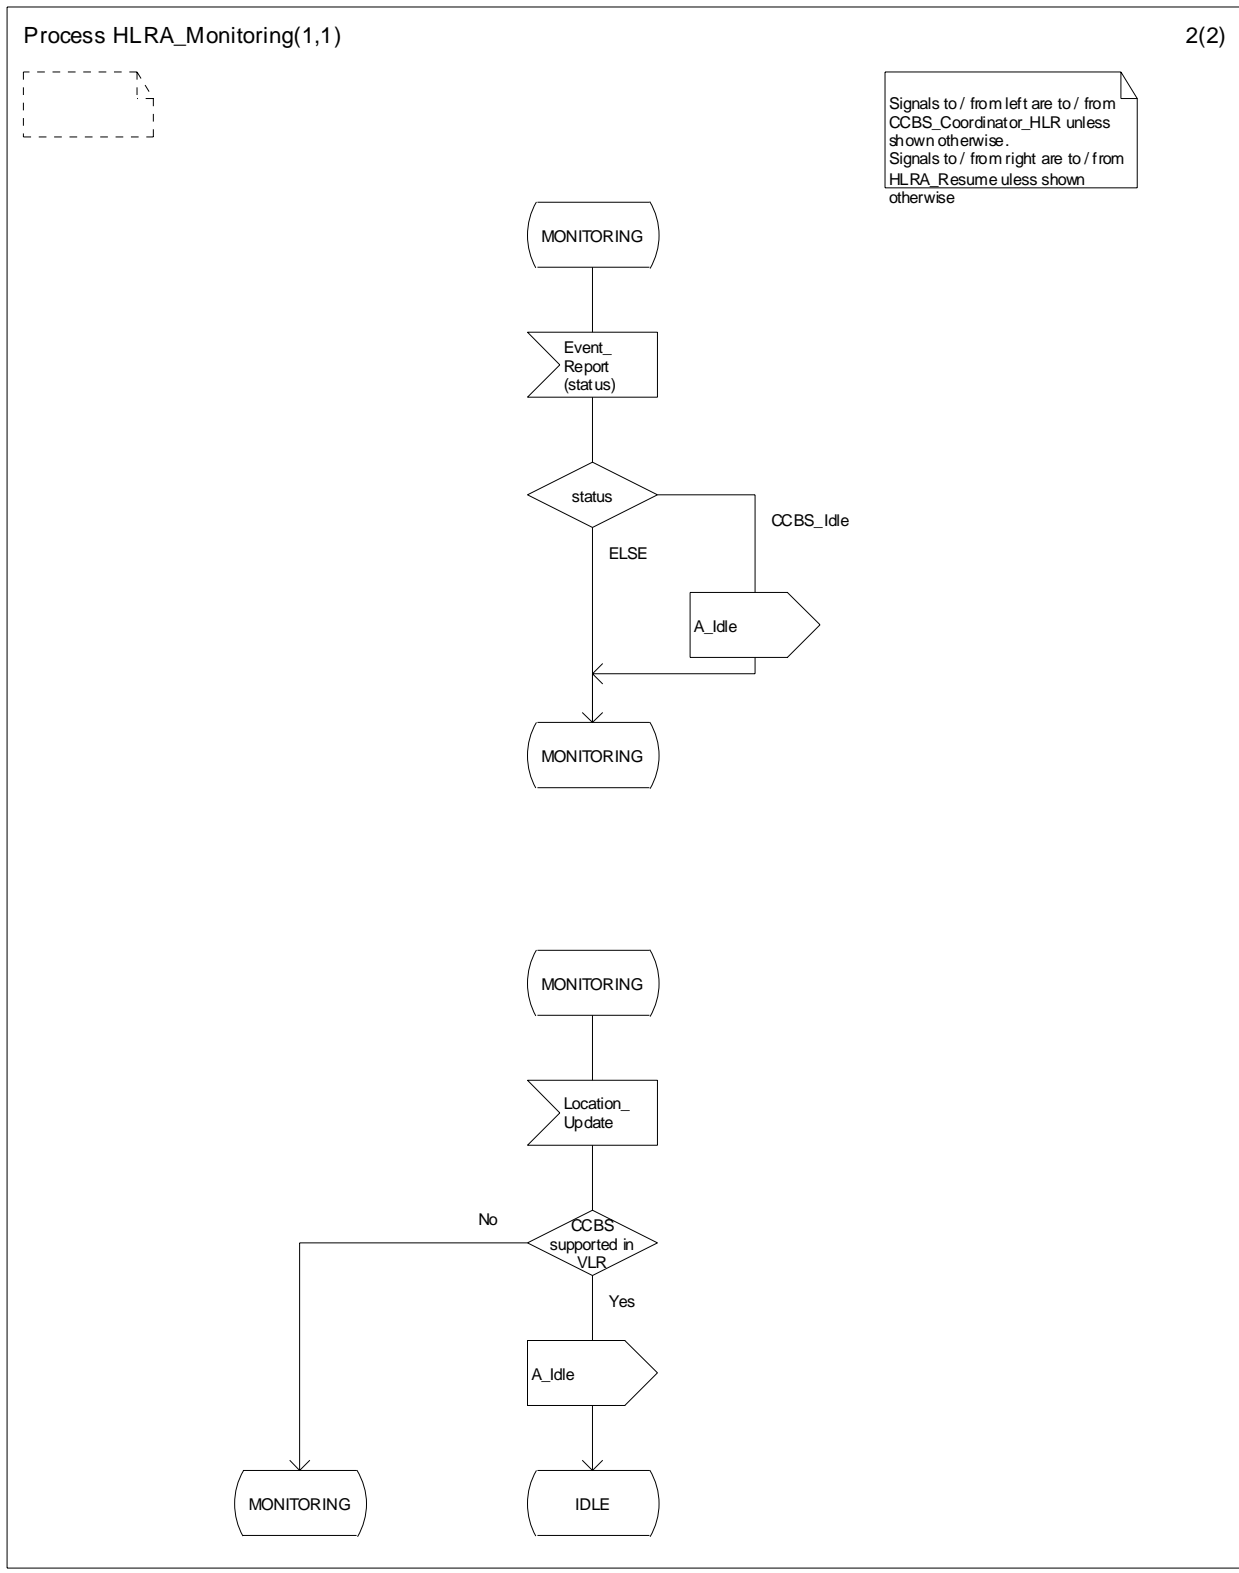 Process HLRA_Monitoring(1,1)
2(2)
Signals to / from left are to / from
CCBS_Coordinator_HLR unless
shown otherwise.
Signals to / from right are to / from
HLRA_Resume uless shown
otherwise
MONITORING
Event_
Report
(status)
status
CCBS_Idle
ELSE
A_Idle
MONITORING
MONITORING
Location_
Update
No
CCBS
supported in
VLR
Yes
A_Idle
MONITORING
IDLE